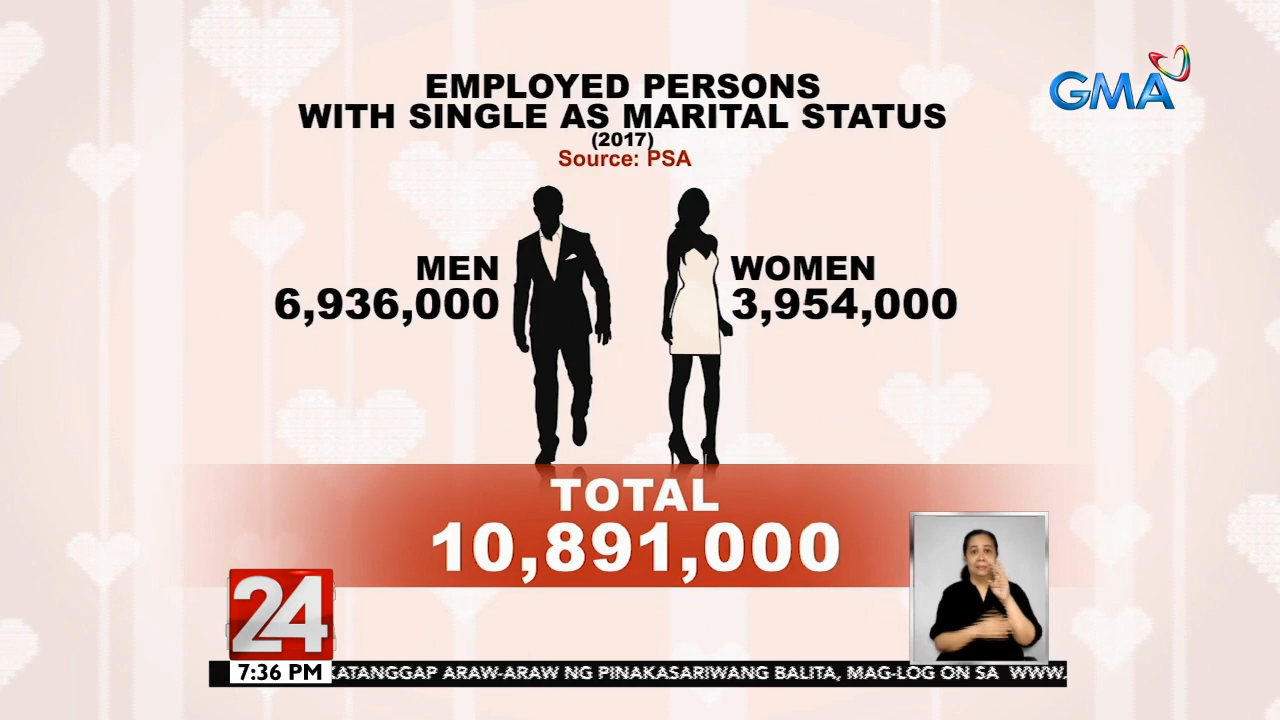 EMPLOYED PERSONS
WITH SINGLE AS MARITAL STATUS
(2017)
Source: PSA
GMA
MEN
6,936,000
WOMEN
3,954,000
TOTAL
10,891,000
24
7:36 PM
KATANGGAP ARAW-ARAW NG PINAKASARIWANG BALITA, MAG-LOG ON SA WWW.